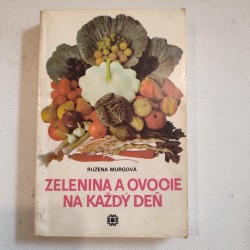 RUŽENA MURGOVÁ
ZELENINA A OVOCIE
NA KAŽDÝ DEŇ